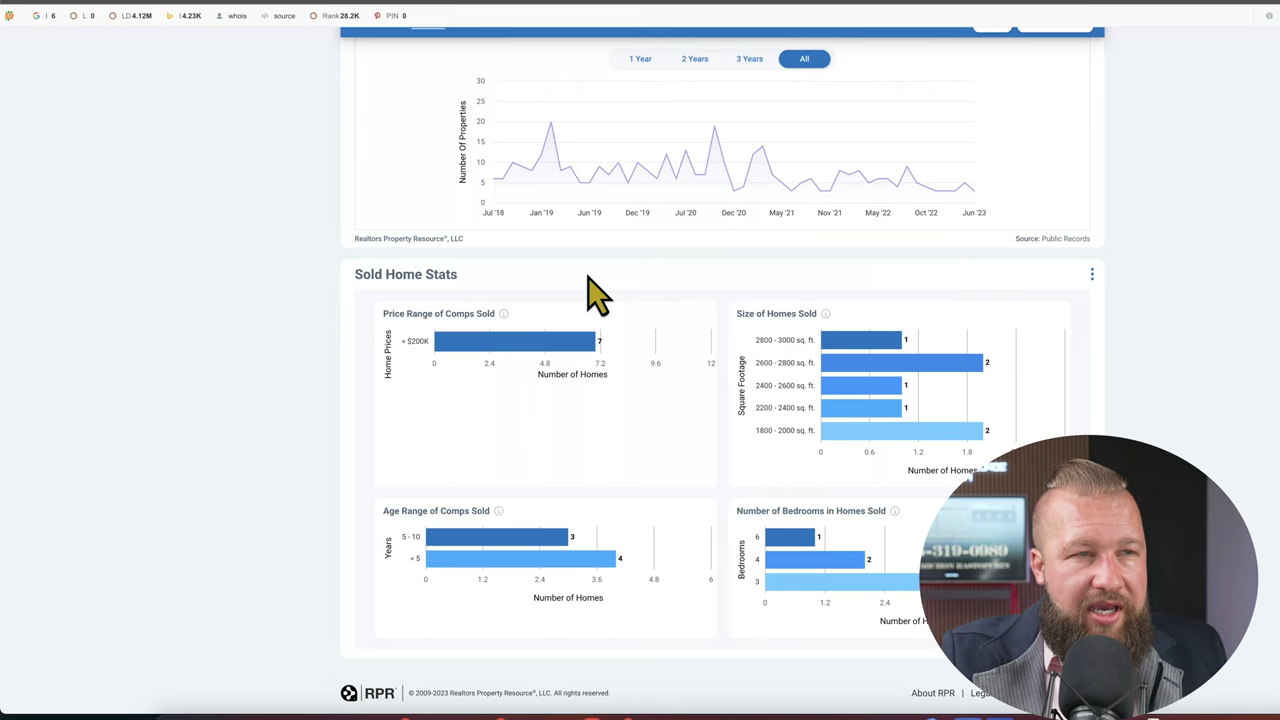 I 6 L 0 LD 4.12M I 4.23K whois source Rank 28.2K PIN 0
1 Year 2 Years 3 Years All
Number Of Properties
30
25
20
15
10
5
0
Jul '18 Jan '19 Jun '19 Dec '19 Jul '20 Dec '20 May '21 Nov '21 May '22 Oct '22 Jun '23
Realtors Property Resource®, LLC Source: Public Records
Sold Home Stats
Price Range of Comps Sold
Home Prices
< $200K 7
0 2.4 4.8 7.2 9.6 12
Number of Homes
Size of Homes Sold
Square Footage
2800 - 3000 sq. ft. 1
2600 - 2800 sq. ft. 2
2400 - 2600 sq. ft. 1
2200 - 2400 sq. ft. 1
1800 - 2000 sq. ft. 2
0 0.6 1.2 1.8
Number of Homes
Age Range of Comps Sold
Years
5 - 10 3
< 5 4
0 1.2 2.4 3.6 4.8 6
Number of Homes
Number of Bedrooms in Homes Sold
Bedrooms
6 1
4 2
3
0 1.2 2.4
Number of H
-319-0989
RPR © 2009-2023 Realtors Property Resource®, LLC. All rights reserved.
About RPR | Lega